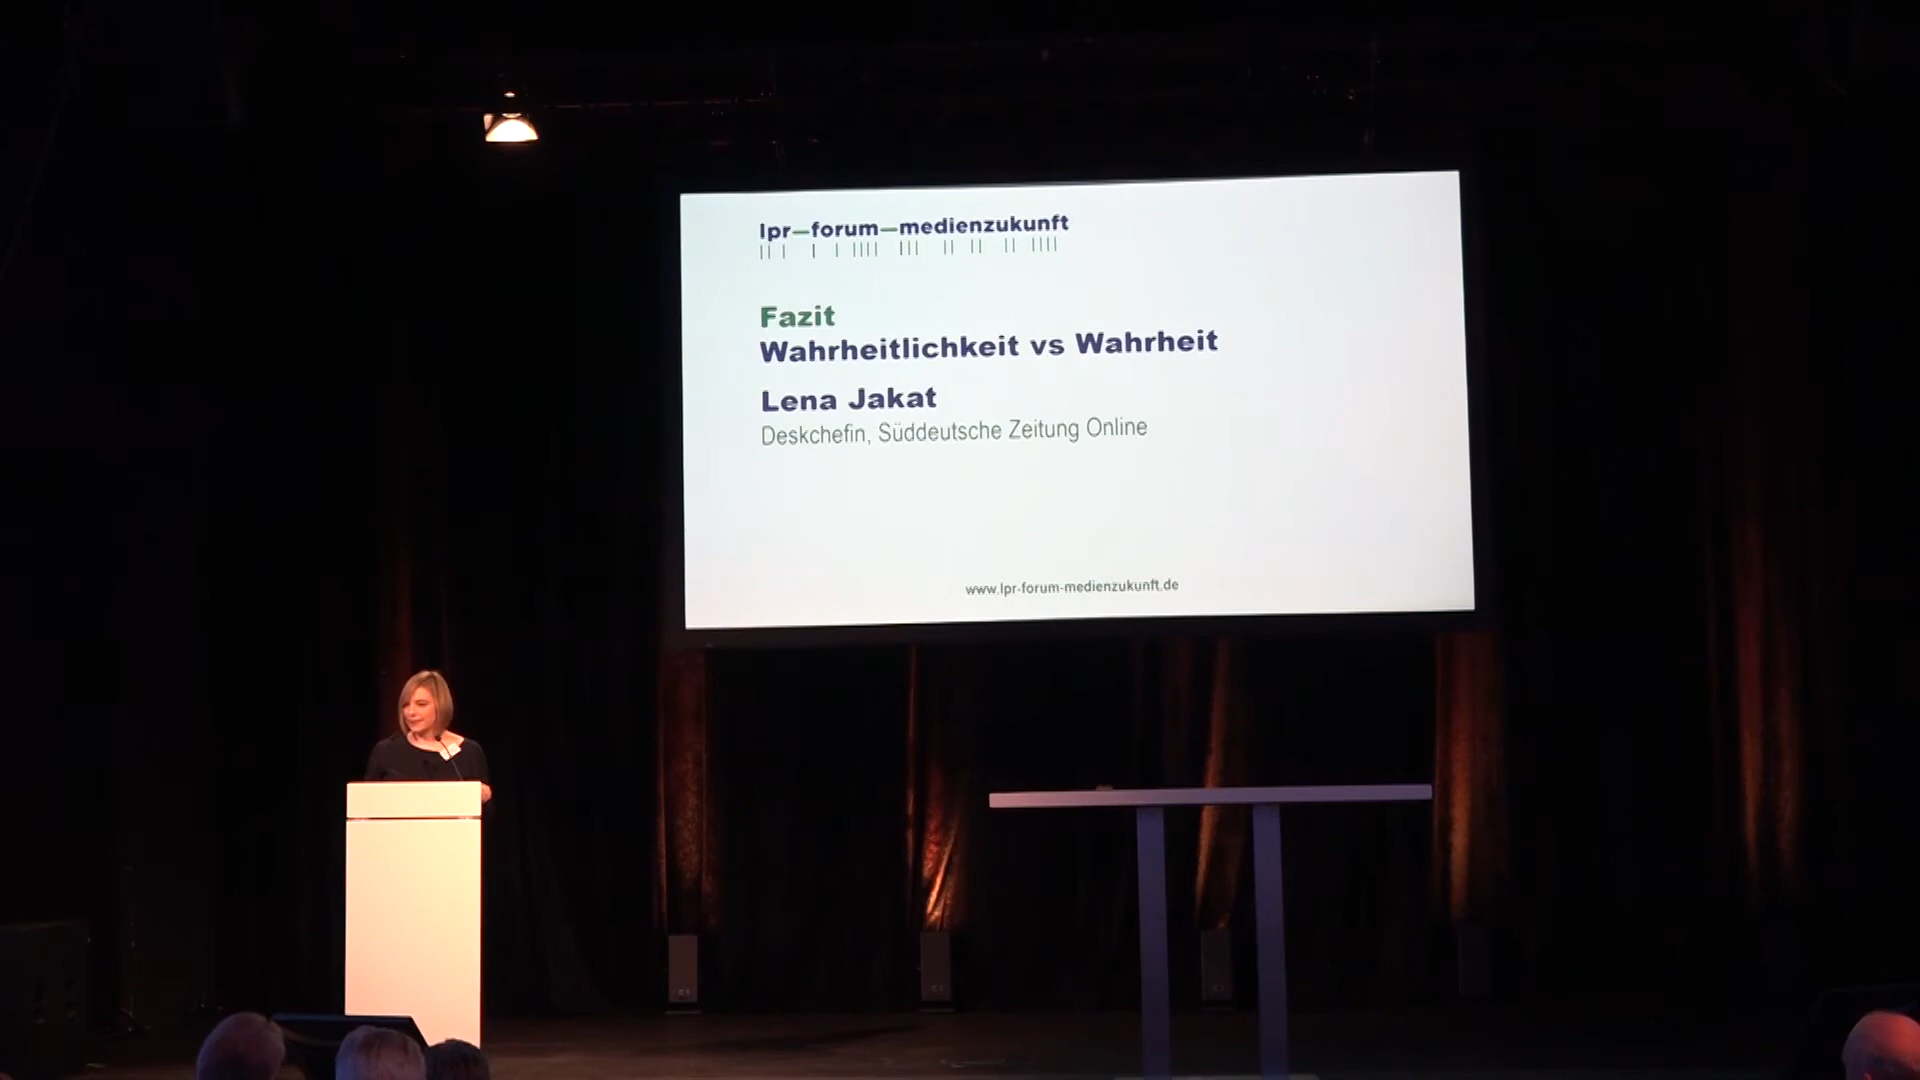 lpr–forum–medienzukunft
Fazit
Wahrheitlichkeit vs Wahrheit
Lena Jakat
Deskchefin, Süddeutsche Zeitung Online
www.lpr-forum-medienzukunft.de